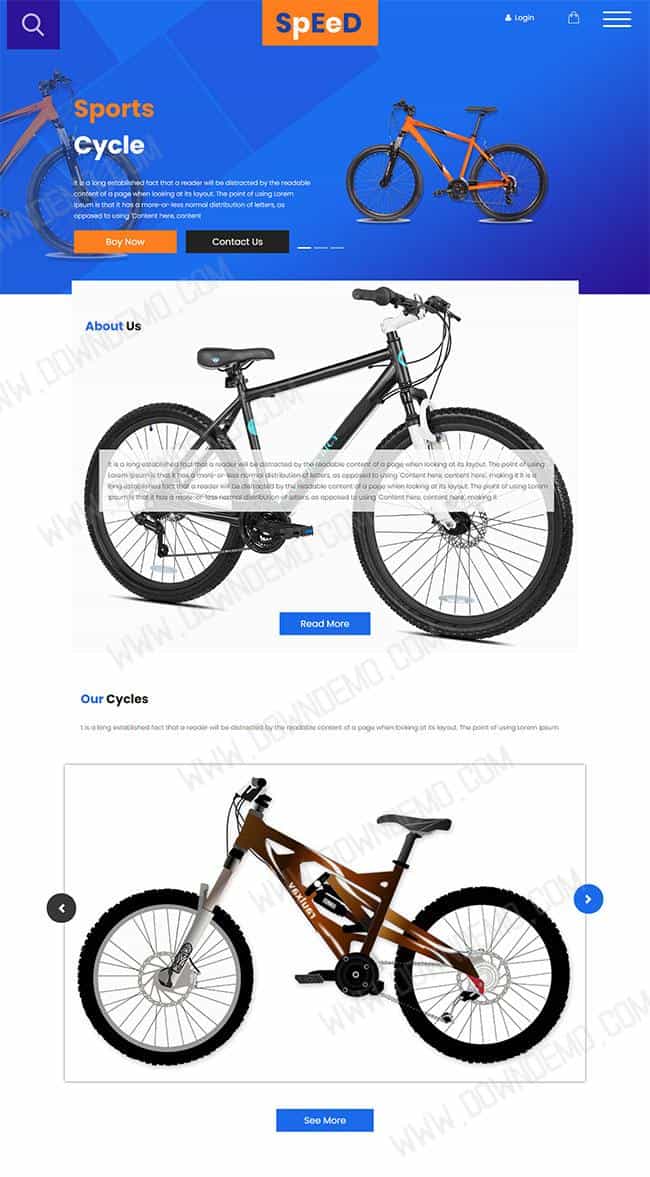 SpEeD
Login
Sports
Cycle
It is a long established fact that a reader will be distracted by the readable
content of a page when looking at its layout. The point of using Lorem
Ipsum is that it has a more-or-less normal distribution of letters, as
opposed to using 'Content here, content
Boy Now
Contact Us
About Us
It is a long established fact that a reader will be distracted by the readable content of a page when looking at its layout. The point of using
Lorem Ipsum is that it has a more-or-less normal distribution of letters, as opposed to using 'Content here, content here', making it It is a
long established fact that a reader will be distracted by the readable content of a page when looking at its layout. The point of using Lorem
Ipsum is that it has a more-or-less normal distribution of letters, as opposed to using 'Content here, content here', making it
Read More
Our Cycles
t is a long established fact that a reader will be distracted by the readable content of a page when looking at its layout. The point of using Lorem Ipsum
See More
WWW.DOWNDEMO.COM